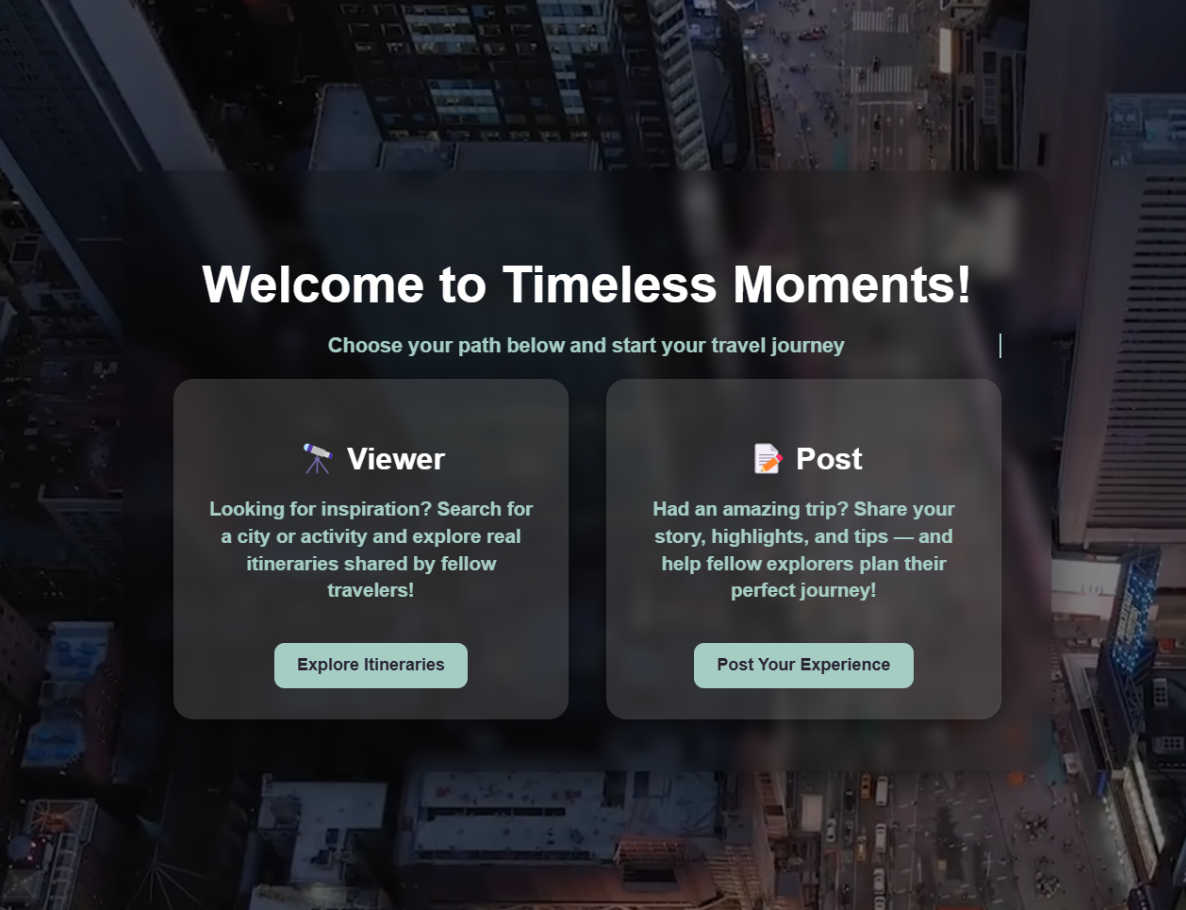 Welcome to Timeless Moments!
Choose your path below and start your travel journey
🔭 Viewer
Looking for inspiration? Search for
a city or activity and explore real
itineraries shared by fellow
travelers!
Explore Itineraries
📝 Post
Had an amazing trip? Share your
story, highlights, and tips — and
help fellow explorers plan their
perfect journey!
Post Your Experience